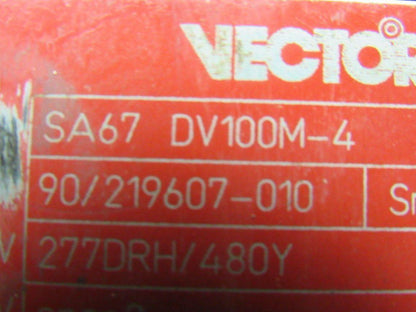 VECTOR
SA67 DV100M-4
90/219607-010
V 277DRH/480Y